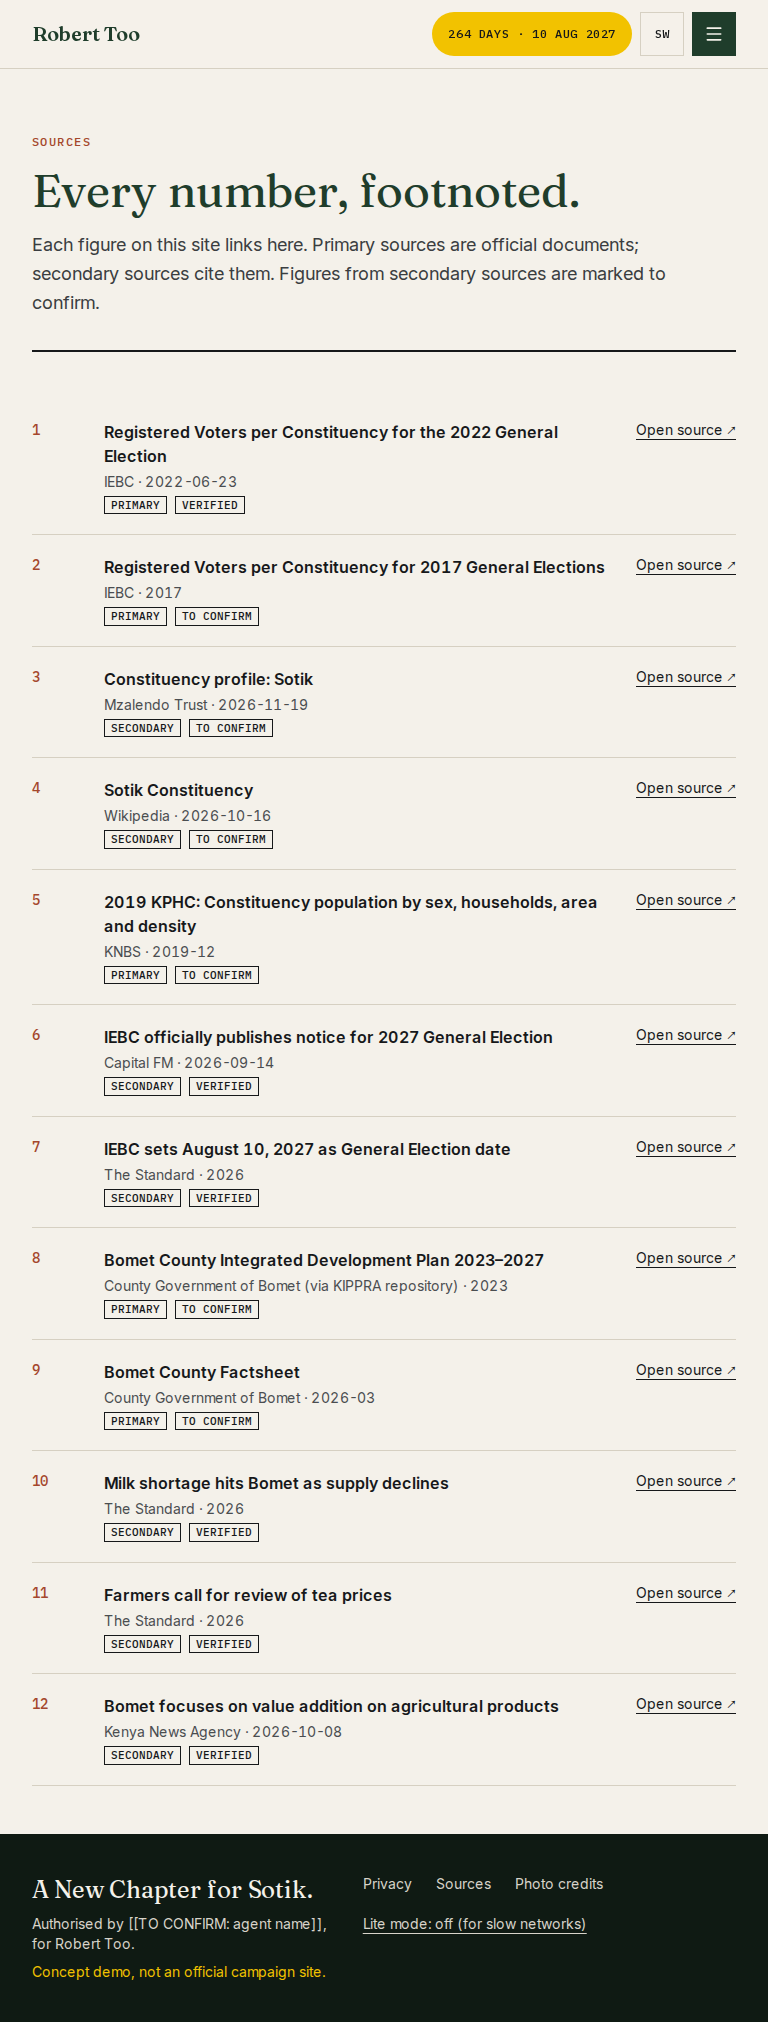 Robert Too
264 DAYS · 10 AUG 2027
SW
SOURCES
Every number, footnoted.
Each figure on this site links here. Primary sources are official documents;
secondary sources cite them. Figures from secondary sources are marked to
confirm.
1
Registered Voters per Constituency for the 2022 General
Election
Open source ↗
IEBC · 2022-06-23
PRIMARY VERIFIED
2
Registered Voters per Constituency for 2017 General Elections
Open source ↗
IEBC · 2017
PRIMARY TO CONFIRM
3
Constituency profile: Sotik
Open source ↗
Mzalendo Trust · 2026-11-19
SECONDARY TO CONFIRM
4
Sotik Constituency
Open source ↗
Wikipedia · 2026-10-16
SECONDARY TO CONFIRM
5
2019 KPHC: Constituency population by sex, households, area
and density
Open source ↗
KNBS · 2019-12
PRIMARY TO CONFIRM
6
IEBC officially publishes notice for 2027 General Election
Open source ↗
Capital FM · 2026-09-14
SECONDARY VERIFIED
7
IEBC sets August 10, 2027 as General Election date
Open source ↗
The Standard · 2026
SECONDARY VERIFIED
8
Bomet County Integrated Development Plan 2023–2027
Open source ↗
County Government of Bomet (via KIPPRA repository) · 2023
PRIMARY TO CONFIRM
9
Bomet County Factsheet
Open source ↗
County Government of Bomet · 2026-03
PRIMARY TO CONFIRM
10
Milk shortage hits Bomet as supply declines
Open source ↗
The Standard · 2026
SECONDARY VERIFIED
11
Farmers call for review of tea prices
Open source ↗
The Standard · 2026
SECONDARY VERIFIED
12
Bomet focuses on value addition on agricultural products
Open source ↗
Kenya News Agency · 2026-10-08
SECONDARY VERIFIED
A New Chapter for Sotik.
Authorised by [[TO CONFIRM: agent name]],
for Robert Too.
Concept demo, not an official campaign site.
Privacy Sources Photo credits
Lite mode: off (for slow networks)